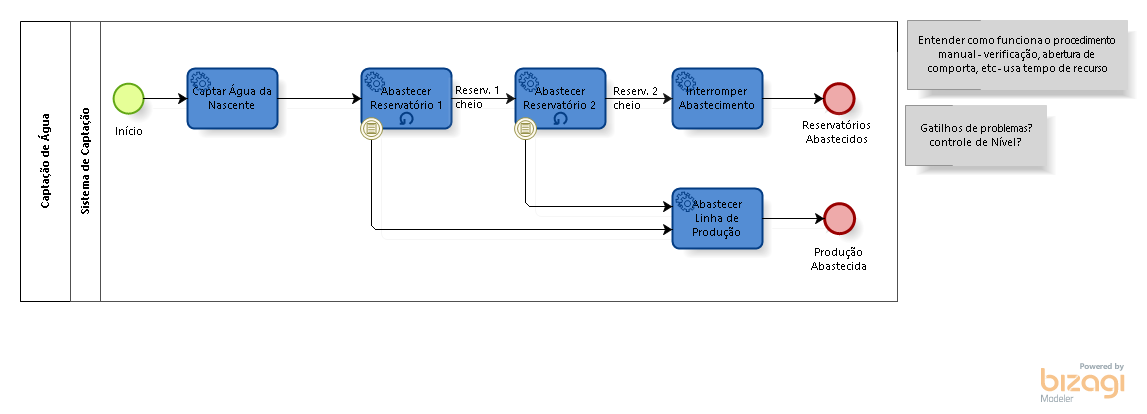 Captação de Água
Sistema de Captação
Início
Captar Água da
Nascente
Abastecer
Reservatório 1
Reserv. 1
cheio
Abastecer
Reservatório 2
Reserv. 2
cheio
Interromper
Abastecimento
Reservatórios
Abastecidos
Abastecer
Linha de
Produção
Produção
Abastecida
Entender como funciona o procedimento
manual - verificação, abertura de
comporta, etc - usa tempo de recurso
Gatilhos de problemas?
controle de Nível?
Powered by
bizagi
Modeler